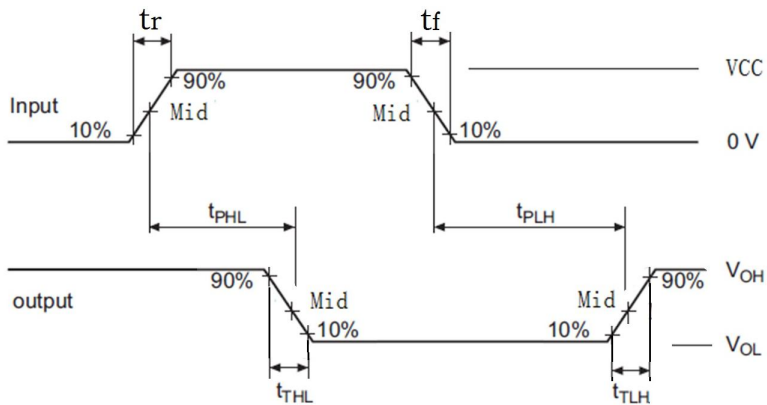 tr
tf
90%
90%
VCC
Input
Mid
Mid
10%
10%
0 V
tPHL
tPLH
90%
90%
VOH
output
Mid
Mid
10%
10%
VOL
tTHL
tTLH